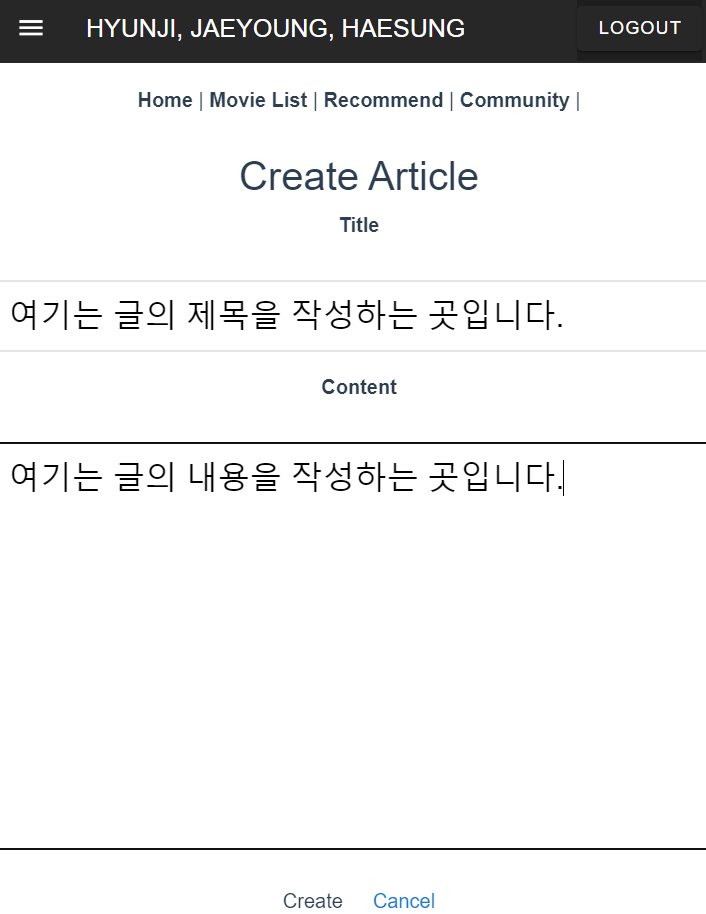 HYUNJI, JAEYOUNG, HAESUNG LOGOUT
Home | Movie List | Recommend | Community |
Create Article
Title
여기는 글의 제목을 작성하는 곳입니다.
Content
여기는 글의 내용을 작성하는 곳입니다.
Create Cancel